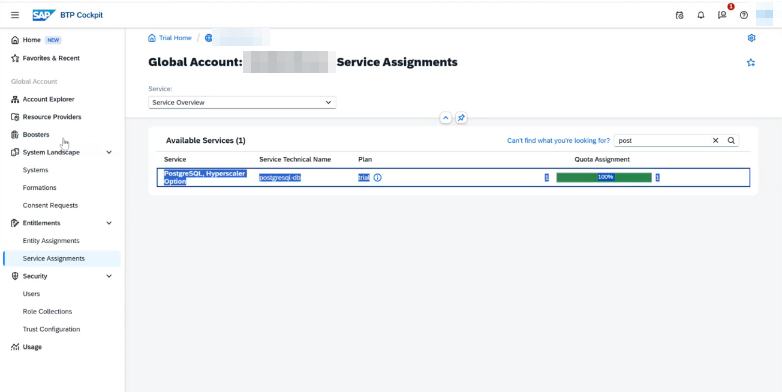 SAP BTP Cockpit
1
Home NEW
Trial Home /
Favorites & Recent
Global Account: Service Assignments
Global Account
Service:
Account Explorer
Service Overview
Resource Providers
Boosters
Available Services (1)
Can't find what you're looking for?
post
System Landscape
Service Service Technical Name Plan Quota Assignment
Systems
PostgreSQL, Hyperscaler
Option
postgresql-db
trial
1 100% 1
Formations
Consent Requests
Entitlements
Entity Assignments
Service Assignments
Security
Users
Role Collections
Trust Configuration
Usage